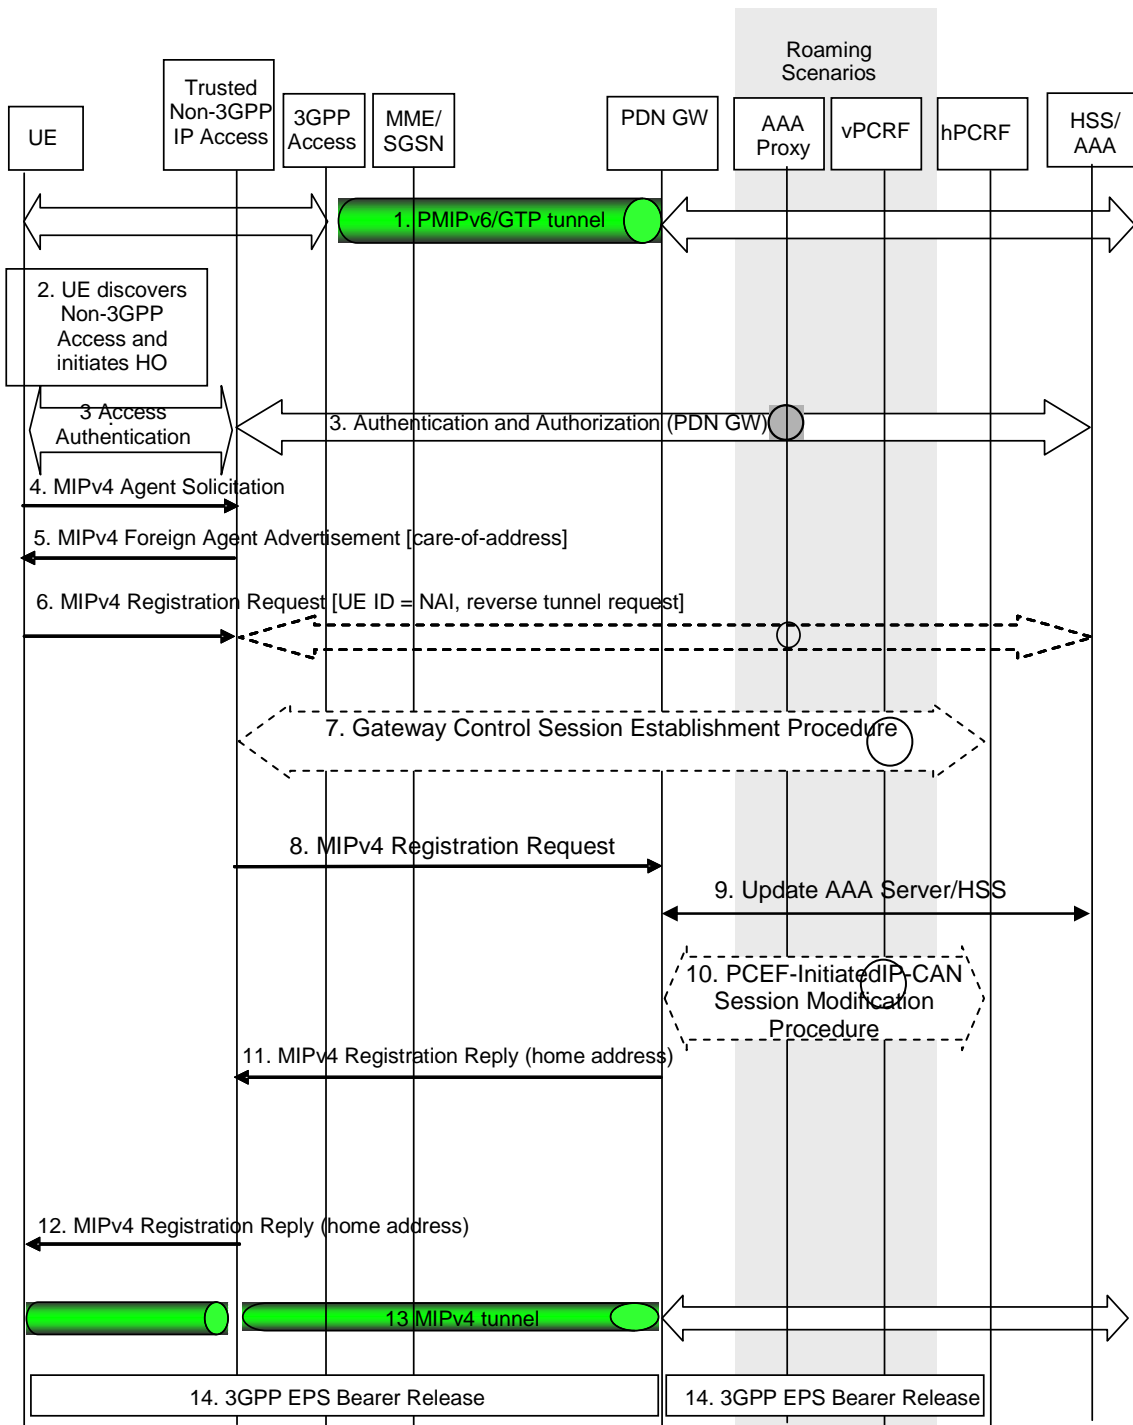 Roaming
Scenarios
UE
Trusted
Non-3GPP
IP Access
3GPP
Access
MME/
SGSN
PDN GW
AAA
Proxy
vPCRF
hPCRF
HSS/
AAA
1. PMIPv6/GTP tunnel
2. UE discovers
Non-3GPP
Access and
initiates HO
3 Access
Authentication
3. Authentication and Authorization (PDN GW)
4. MIPv4 Agent Solicitation
5. MIPv4 Foreign Agent Advertisement [care-of-address]
6. MIPv4 Registration Request [UE ID = NAI, reverse tunnel request]
7. Gateway Control Session Establishment Procedure
8. MIPv4 Registration Request
9. Update AAA Server/HSS
10. PCEF-InitiatedIP-CAN
Session Modification
Procedure
11. MIPv4 Registration Reply (home address)
12. MIPv4 Registration Reply (home address)
13 MIPv4 tunnel
14. 3GPP EPS Bearer Release
14. 3GPP EPS Bearer Release